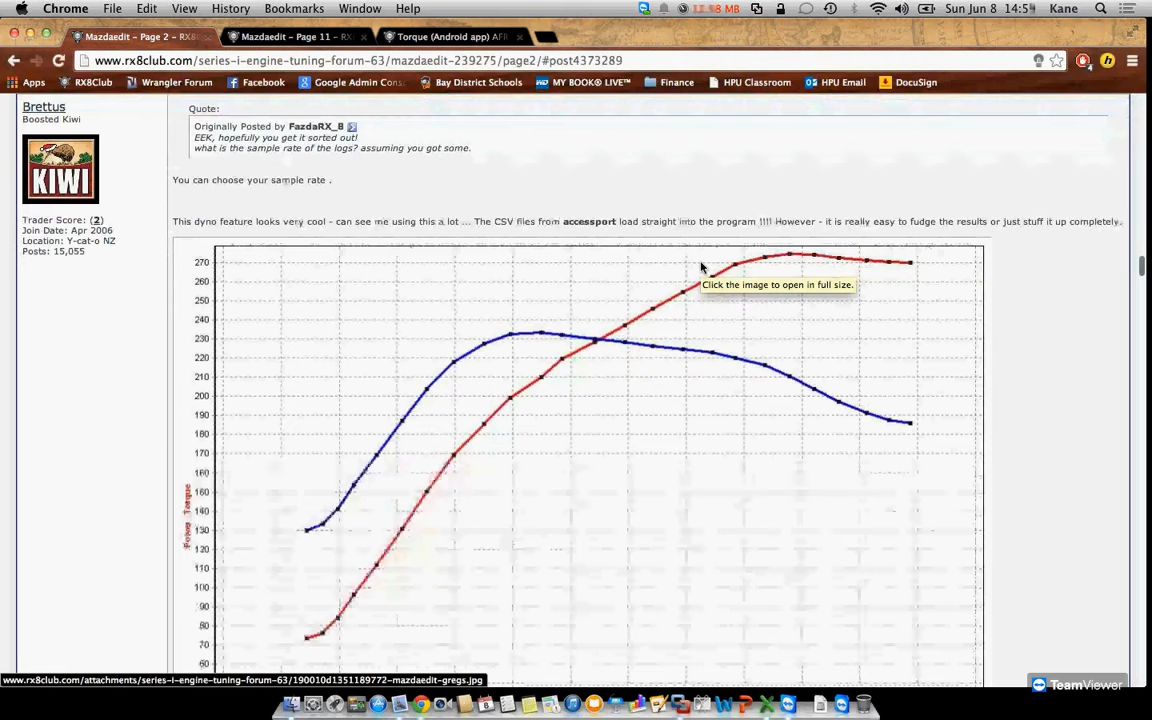 Chrome File Edit View History Bookmarks Window Help Sun Jun 8 14:5 Kane
Mazdaedit - Page 2 - RX8 Mazdaedit - Page 11 - RX Torque (Android app) AFR
www.rx8club.com/series-i-engine-tuning-forum-63/mazdaedit-239275/page2/#post4373289
Apps RX8Club Wrangler Forum Facebook Google Admin Cons Bay District Schools MY BOOK® LIVE™ Finance HPU Classroom HPU Email DocuSign
Brettus
Boosted Kiwi
KIWI
Trader Score: (2)
Join Date: Apr 2006
Location: Y-cat-o NZ
Posts: 15,055
Quote:
Originally Posted by FazdaRX_8
EEK, hopefully you get it sorted out!
what is the sample rate of the logs? assuming you got some.
You can choose your sample rate .
This dyno feature looks very cool - can see me using this a lot ... The CSV files from accessport load straight into the program !!!! However - it is really easy to fudge the results or just stuff it up completely.
270
260
250
240
230
220
210
200
190
180
170
160
160
140
130
120
110
100
90
80
70
60
Power Torque
Click the image to open in full size.
www.rx8club.com/attachments/series-i-engine-tuning-forum-63/190010d1351189772-mazdaedit-gregs.jpg
TeamViewer